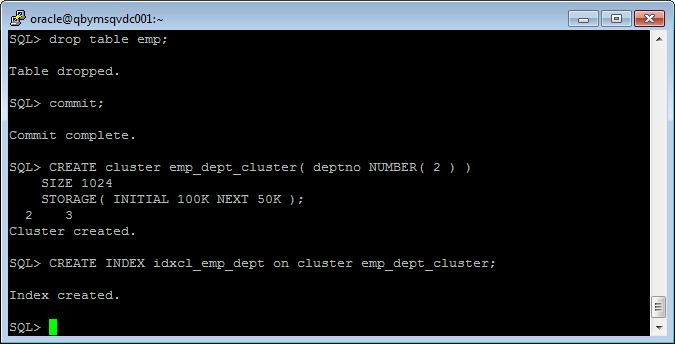 oracle@qbymsqvdc001:~
SQL> drop table emp;
Table dropped.
SQL> commit;
Commit complete.
SQL> CREATE cluster emp_dept_cluster( deptno NUMBER( 2 ) )
SIZE 1024
STORAGE( INITIAL 100K NEXT 50K );
2    3
Cluster created.
SQL> CREATE INDEX idxcl_emp_dept on cluster emp_dept_cluster;
Index created.
SQL>